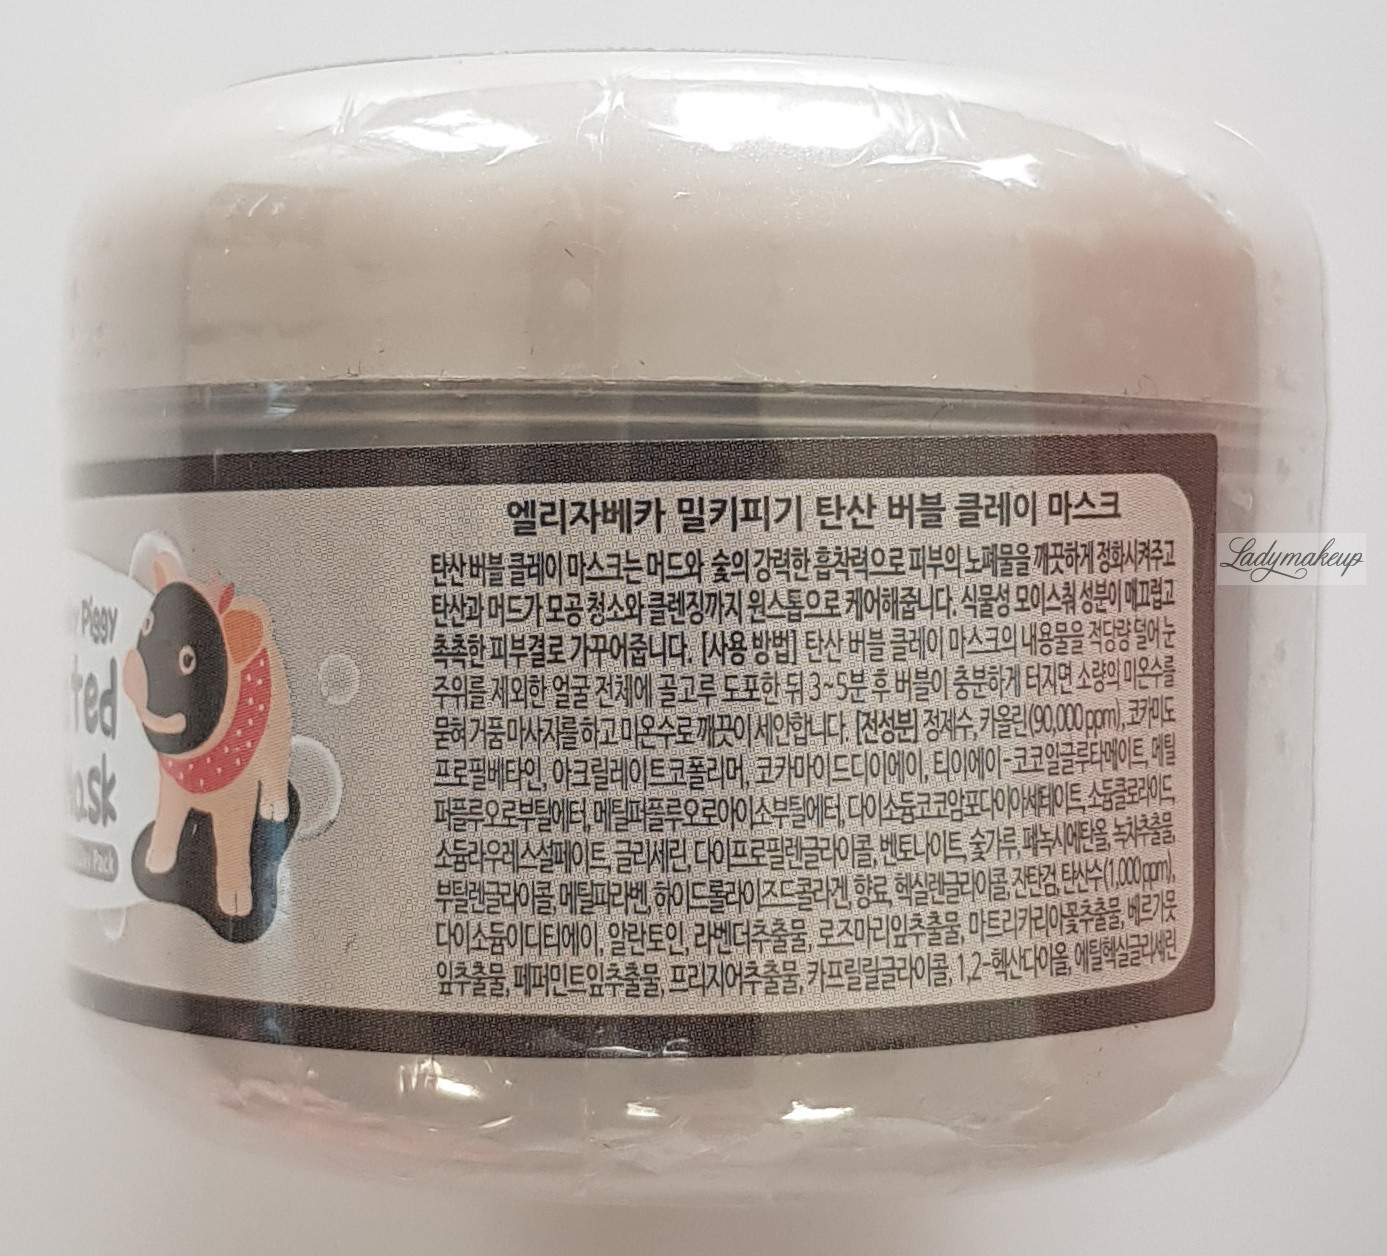 엘리자베카 밀키피기 탄산 버블 클레이 마스크
탄산 버블 클레이 마스크는 머드와 숯의 강력한 흡착력으로 피부의 노폐물을 깨끗하게 정화시켜주고
탄산과 머드가 모공 청소와 클렌징까지 원스톱으로 케어해줍니다. 식물성 모이스춰 성분이 매끄럽고
촉촉한 피부결로 가꾸어줍니다. [사용 방법] 탄산 버블 클레이 마스크의 내용물을 적당량 덜어 눈
주위를 제외한 얼굴 전체에 골고루 도포한 뒤 3~5분 후 버블이 충분하게 터지면 소량의 미온수를
묻혀 거품 마사지를 하고 미온수로 깨끗이 세안합니다. [전성분] 정제수, 카올린(90,000 ppm), 코카미도
프로필베타인, 아크릴레이트코폴리머, 코카마이드디이에이, 티이에이-코코일글루타메이트, 메틸
퍼플루오로부틸에터, 메틸퍼플루오로아이소부틸에터, 다이소듐코코암포다이아세테이트, 소듐클로라이드,
소듐라우레스설페이트, 글리세린, 다이프로필렌글라이콜, 벤토나이트, 숯가루, 페녹시에탄올, 녹차추출물,
부틸렌글라이콜, 메틸파라벤, 하이드롤라이즈드콜라겐, 향료, 헥실렌글라이콜, 잔탄검, 탄산수(1,000ppm),
다이소듐이디티에이, 알란토인, 라벤더추출물, 로즈마리잎추출물, 마트리카리아꽃추출물, 베르가못
잎추출물, 페퍼민트잎추출물, 프리지어추출물, 카프릴릴글라이콜, 1,2-헥산다이올, 에틸헥실글리세린
Piggy
ted
ask
Pack
Ladymakeup